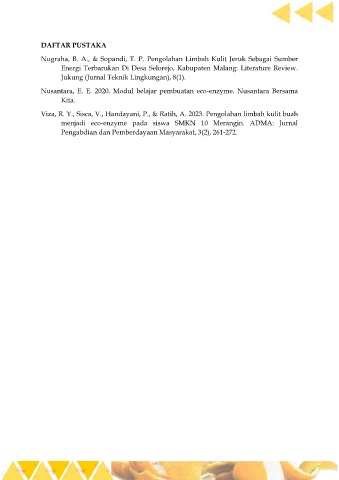 DAFTAR PUSTAKA
Nugraha, B. A., & Sopandi, T. P. Pengolahan Limbah Kulit Jeruk Sebagai Sumber
Energi Terbarukan Di Desa Selorejo, Kabupaten Malang: Literature Review.
Jukung (Jurnal Teknik Lingkungan), 8(1).
Nusantara, E. E. 2020. Modul belajar pembuatan eco-enzyme. Nusantara Bersama
Kita.
Viza, R. Y., Sisca, V., Handayani, P., & Ratih, A. 2023. Pengolahan limbah kulit buah
menjadi eco-enzyme pada siswa SMKN 10 Merangin. ADMA: Jurnal
Pengabdian dan Pemberdayaan Masyarakat, 3(2), 261-272.